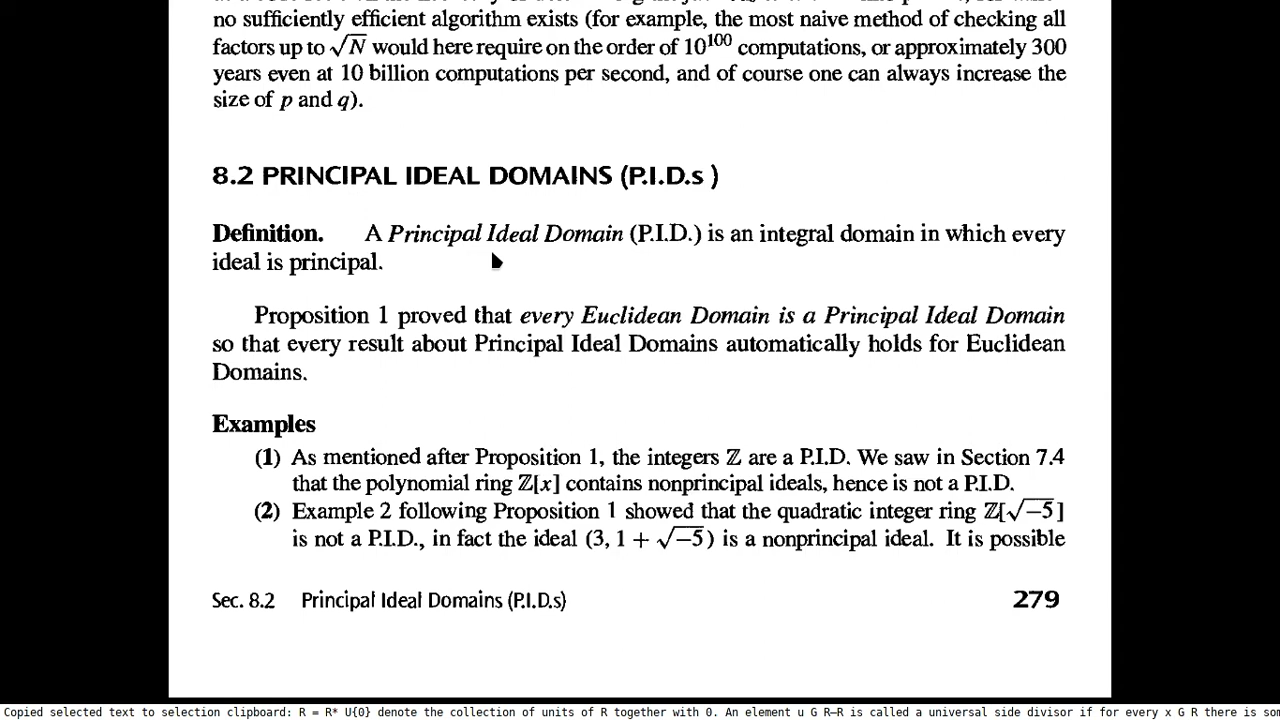 no sufficiently efficient algorithm exists (for example, the most naive method of checking all
factors up to √N would here require on the order of 10¹⁰⁰ computations, or approximately 300
years even at 10 billion computations per second, and of course one can always increase the
size of p and q).
8.2 PRINCIPAL IDEAL DOMAINS (P.I.D.s )
Definition. A Principal Ideal Domain (P.I.D.) is an integral domain in which every
ideal is principal.
Proposition 1 proved that every Euclidean Domain is a Principal Ideal Domain
so that every result about Principal Ideal Domains automatically holds for Euclidean
Domains.
Examples
(1) As mentioned after Proposition 1, the integers ℤ are a P.I.D. We saw in Section 7.4
that the polynomial ring ℤ[x] contains nonprincipal ideals, hence is not a P.I.D.
(2) Example 2 following Proposition 1 showed that the quadratic integer ring ℤ[√−5]
is not a P.I.D., in fact the ideal (3, 1 + √−5) is a nonprincipal ideal. It is possible
Sec. 8.2 Principal Ideal Domains (P.I.D.s) 279
Copied selected text to selection clipboard: R = R* U{0} denote the collection of units of R together with 0. An element u G R—R is called a universal side divisor if for every x G R there is